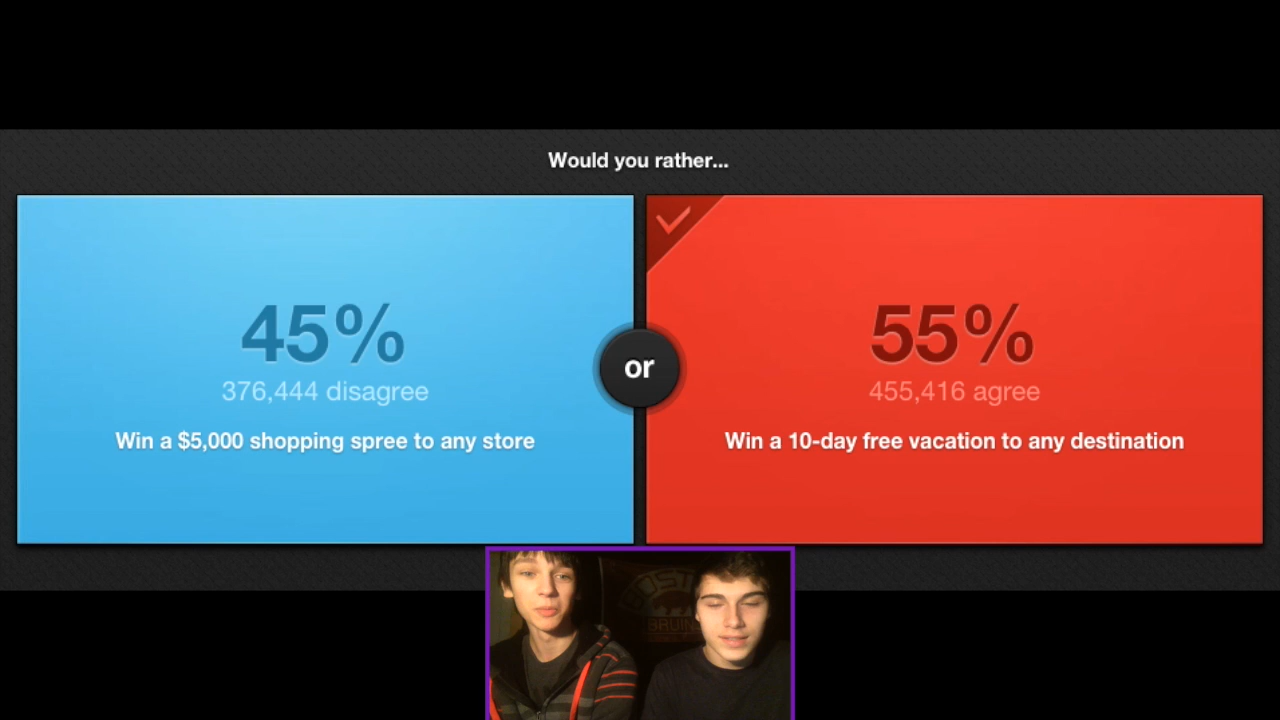 Would you rather...
45%
376,444 disagree
Win a $5,000 shopping spree to any store
or
55%
455,416 agree
Win a 10-day free vacation to any destination
BRUIN